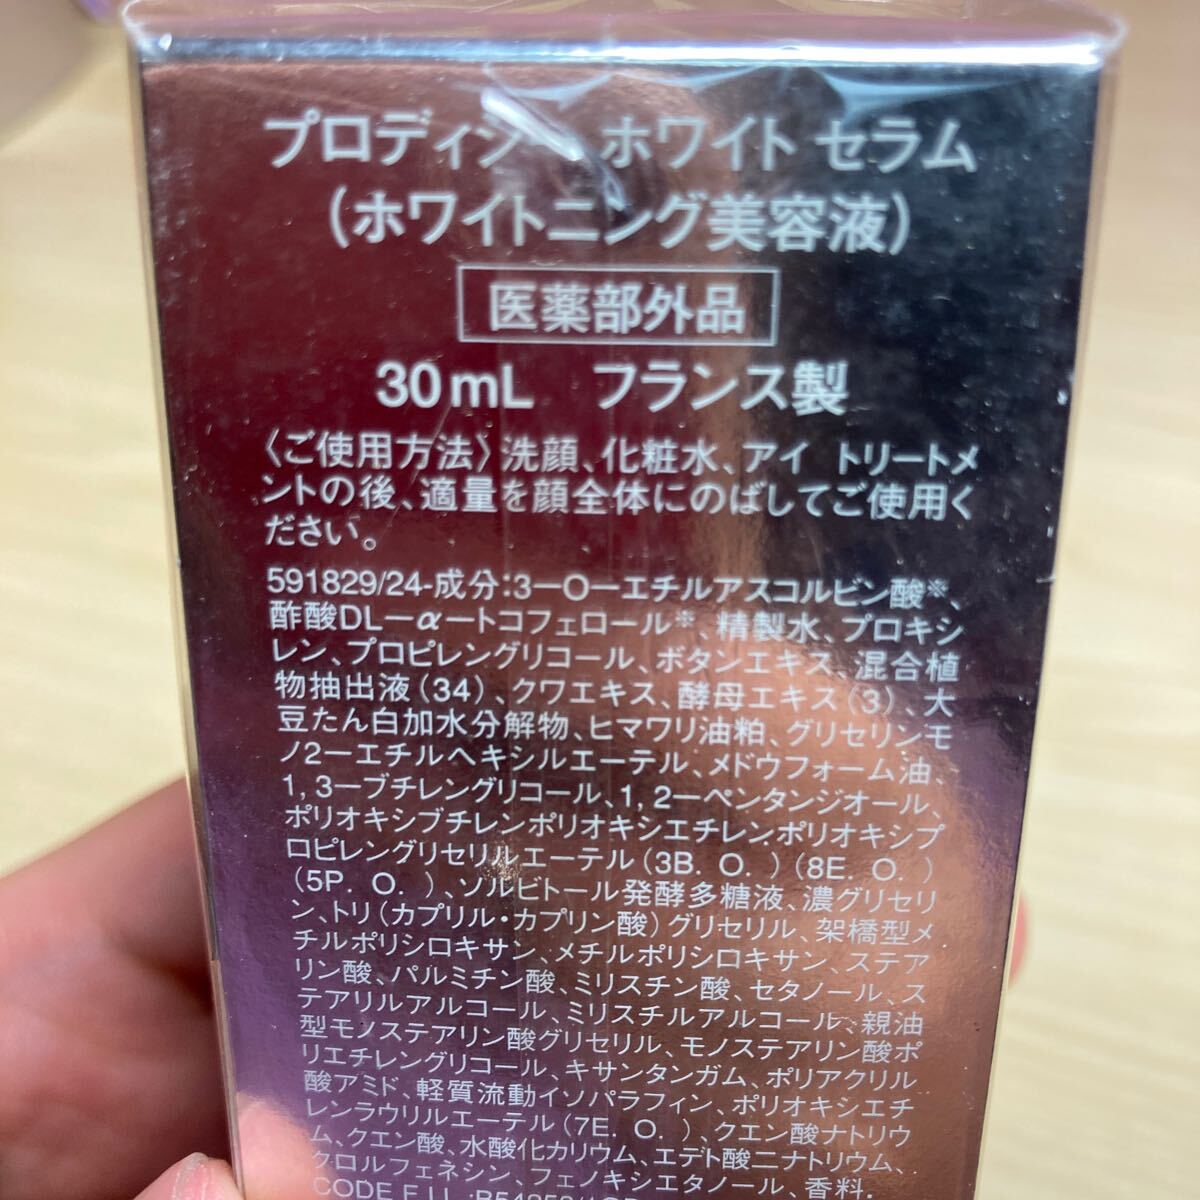 プロディジー ホワイト セラム
(ホワイトニング美容液)
医薬部外品
30mL フランス製
〈ご使用方法〉洗顔、化粧水、アイ トリートメ
ントの後、適量を顔全体にのばしてご使用く
ださい。
591829/24-成分:3－O－エチルアスコルビン酸※、
酢酸DL－α－トコフェロール※、精製水、プロキシ
レン、プロピレングリコール、ボタンエキス、混合植
物抽出液(34)、クワエキス、酵母エキス(3)、大
豆たん白加水分解物、ヒマワリ油粕、グリセリンモ
ノ2－エチルヘキシルエーテル、メドウフォーム油、
1,3－ブチレングリコール、1,2－ペンタンジオール、
ポリオキシブチレンポリオキシエチレンポリオキシプ
ロピレングリセリルエーテル(3B.O.)(8E.O.)
(5P.O.)、ソルビトール発酵多糖液、濃グリセリ
ン、トリ(カプリル・カプリン酸)グリセリル、架橋型メ
チルポリシロキサン、メチルポリシロキサン、ステア
リン酸、パルミチン酸、ミリスチン酸、セタノール、ス
テアリルアルコール、ミリスチルアルコール、親油
型モノステアリン酸グリセリル、モノステアリン酸ポ
リエチレングリコール、キサンタンガム、ポリアクリル
酸アミド、軽質流動イソパラフィン、ポリオキシエチ
レンラウリルエーテル(7E.O.)、クエン酸ナトリウ
ム、クエン酸、水酸化カリウム、エデト酸二ナトリウム、
クロルフェネシン、フェノキシエタノール、香料.
CODE F.I.L.: